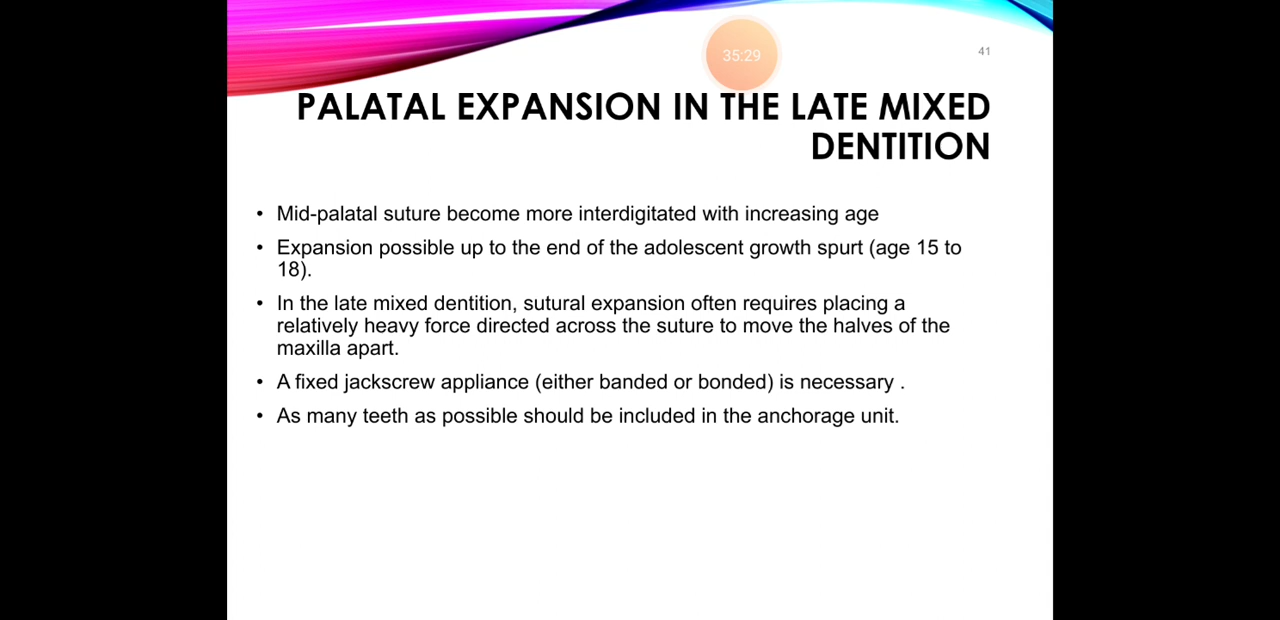 35:29
41
PALATAL EXPANSION IN THE LATE MIXED
DENTITION
• Mid-palatal suture become more interdigitated with increasing age
• Expansion possible up to the end of the adolescent growth spurt (age 15 to
18).
• In the late mixed dentition, sutural expansion often requires placing a
relatively heavy force directed across the suture to move the halves of the
maxilla apart.
• A fixed jackscrew appliance (either banded or bonded) is necessary .
• As many teeth as possible should be included in the anchorage unit.